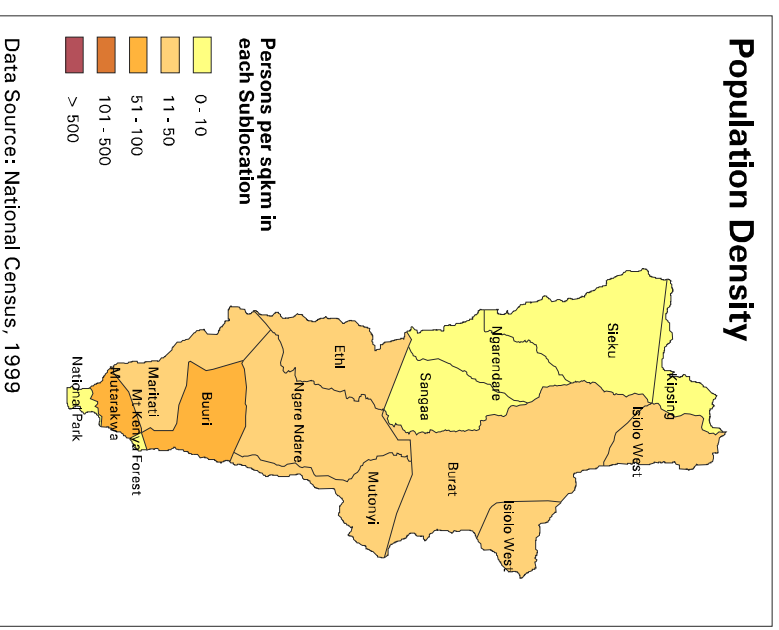 Population Density
Kipsing
Sieku
Isiolo West
Ngarendare
Isiolo West
Sangaa
Burat
Ethl
Mutonyi
Ngare Ndare
Buuri
Maritati
Mt Kenya Forest
Mutarakwa
National Park
Persons per sqkm in
each Sublocation
0 - 10
11 - 50
51 - 100
101 - 500
> 500
Data Source: National Census, 1999